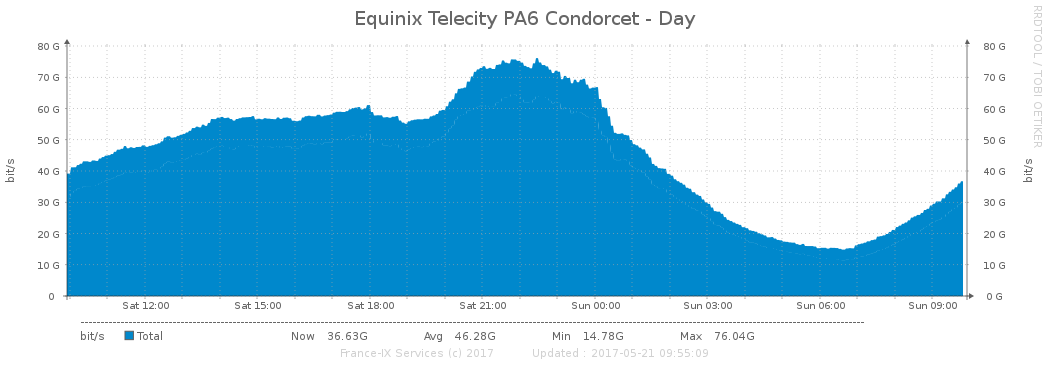 Equinix Telecity PA6 Condorcet - Day
RRDTOOL / TOBI OETIKER
bit/s
80 G
70 G
60 G
50 G
40 G
30 G
20 G
10 G
0
80 G
70 G
60 G
50 G
40 G
30 G
20 G
10 G
0 G
bit/s
Sat 12:00 Sat 15:00 Sat 18:00 Sat 21:00 Sun 00:00 Sun 03:00 Sun 06:00 Sun 09:00
bit/s Total Now 36.63G Avg 46.28G Min 14.78G Max 76.04G
France-IX Services (c) 2017 Updated : 2017-05-21 09:55:09